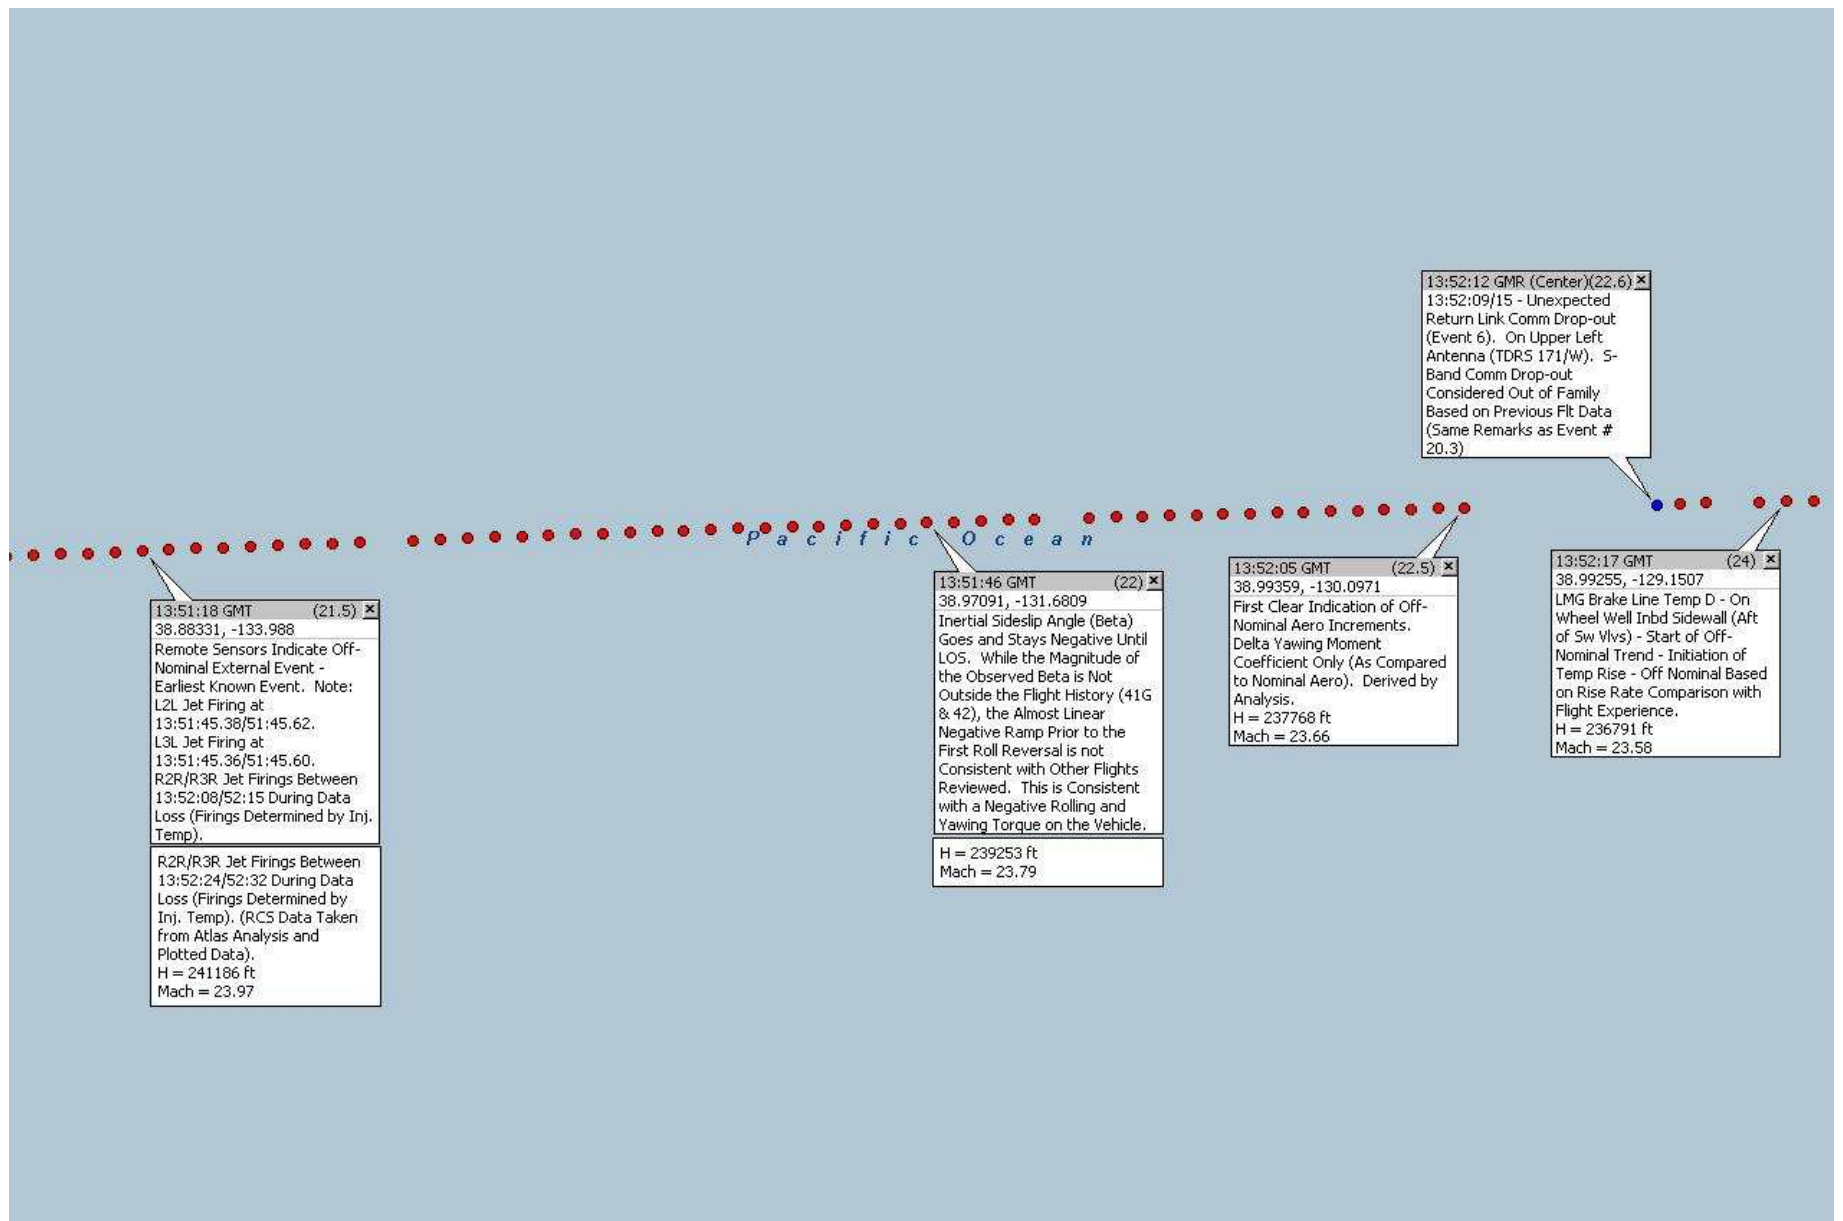 13:52:12 GMR (Center)(22.6)
13:52:09/15 - Unexpected
Return Link Comm Drop-out
(Event 6). On Upper Left
Antenna (TDRS 171/W). S-
Band Comm Drop-out
Considered Out of Family
Based on Previous Flt Data
(Same Remarks as Event #
20.3)
Pacific Ocean
13:51:18 GMT (21.5)
38.88331, -133.988
Remote Sensors Indicate Off-
Nominal External Event -
Earliest Known Event. Note:
L2L Jet Firing at
13:51:45.38/51:45.62.
L3L Jet Firing at
13:51:45.36/51:45.60.
R2R/R3R Jet Firings Between
13:52:08/52:15 During Data
Loss (Firings Determined by Inj.
Temp).
R2R/R3R Jet Firings Between
13:52:24/52:32 During Data
Loss (Firings Determined by
Inj. Temp). (RCS Data Taken
from Atlas Analysis and
Plotted Data).
H = 241186 ft
Mach = 23.97
13:51:46 GMT (22)
38.97091, -131.6809
Inertial Sideslip Angle (Beta)
Goes and Stays Negative Until
LOS. While the Magnitude of
the Observed Beta is Not
Outside the Flight History (41G
& 42), the Almost Linear
Negative Ramp Prior to the
First Roll Reversal is not
Consistent with Other Flights
Reviewed. This is Consistent
with a Negative Rolling and
Yawing Torque on the Vehicle.
H = 239253 ft
Mach = 23.79
13:52:05 GMT (22.5)
38.99359, -130.0971
First Clear Indication of Off-
Nominal Aero Increments.
Delta Yawing Moment
Coefficient Only (As Compared
to Nominal Aero). Derived by
Analysis.
H = 237768 ft
Mach = 23.66
13:52:17 GMT (24)
38.99255, -129.1507
LMG Brake Line Temp D - On
Wheel Well Inbd Sidewall (Aft
of Sw Vlvs) - Start of Off-
Nominal Trend - Initiation of
Temp Rise - Off Nominal Based
on Rise Rate Comparison with
Flight Experience.
H = 236791 ft
Mach = 23.58